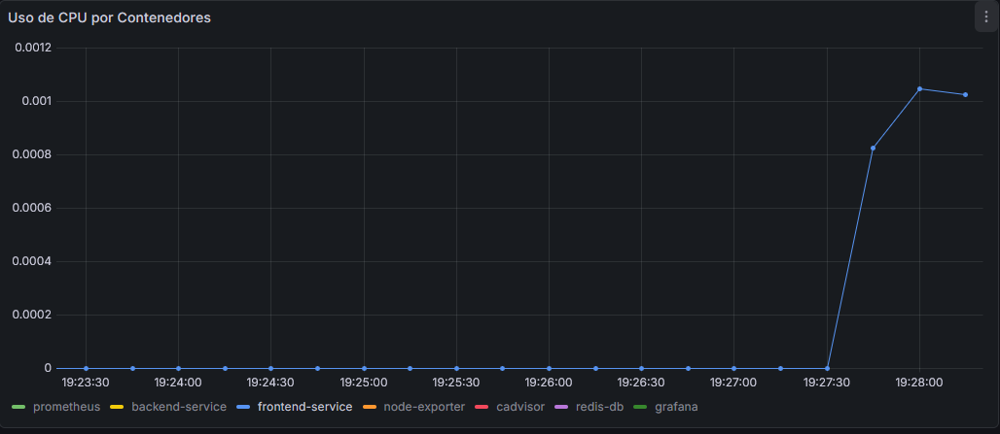 Uso de CPU por Contenedores
0.0012
0.001
0.0008
0.0006
0.0004
0.0002
0
19:23:30 19:24:00 19:24:30 19:25:00 19:25:30 19:26:00 19:26:30 19:27:00 19:27:30 19:28:00
prometheus backend-service frontend-service node-exporter cadvisor redis-db grafana